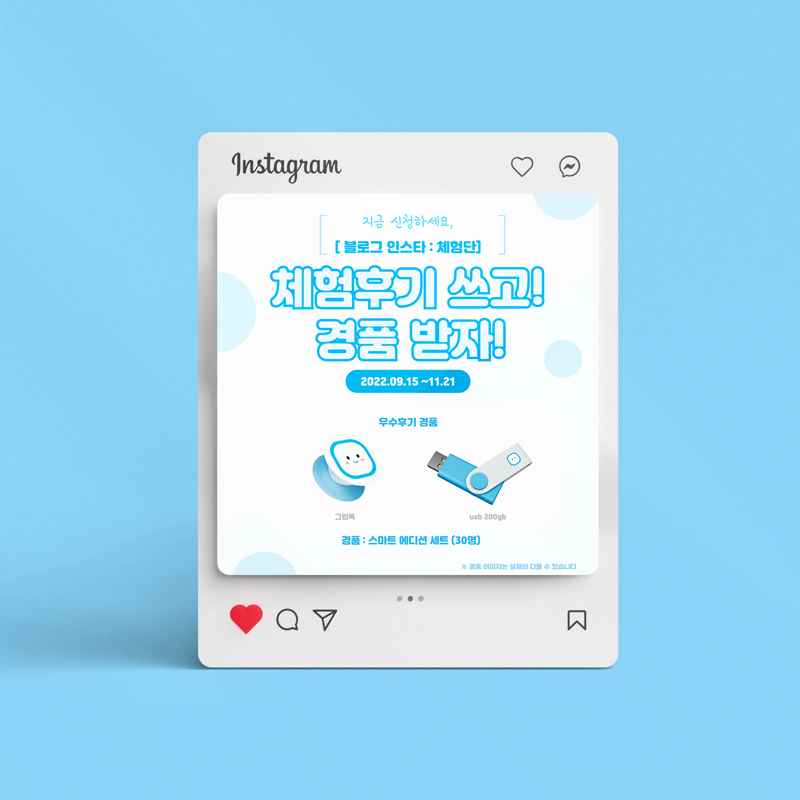 Instagram
지금 신청하세요,
[ 블로그 인스타 : 체험단]
체험후기 쓰고!
경품 받자!
2022.09.15 ~11.21
우수후기 경품
그립톡
usb 200gb
경품 : 스마트 에디션 세트 (30명)
※ 경품 이미지는 실제와 다를 수 있습니다